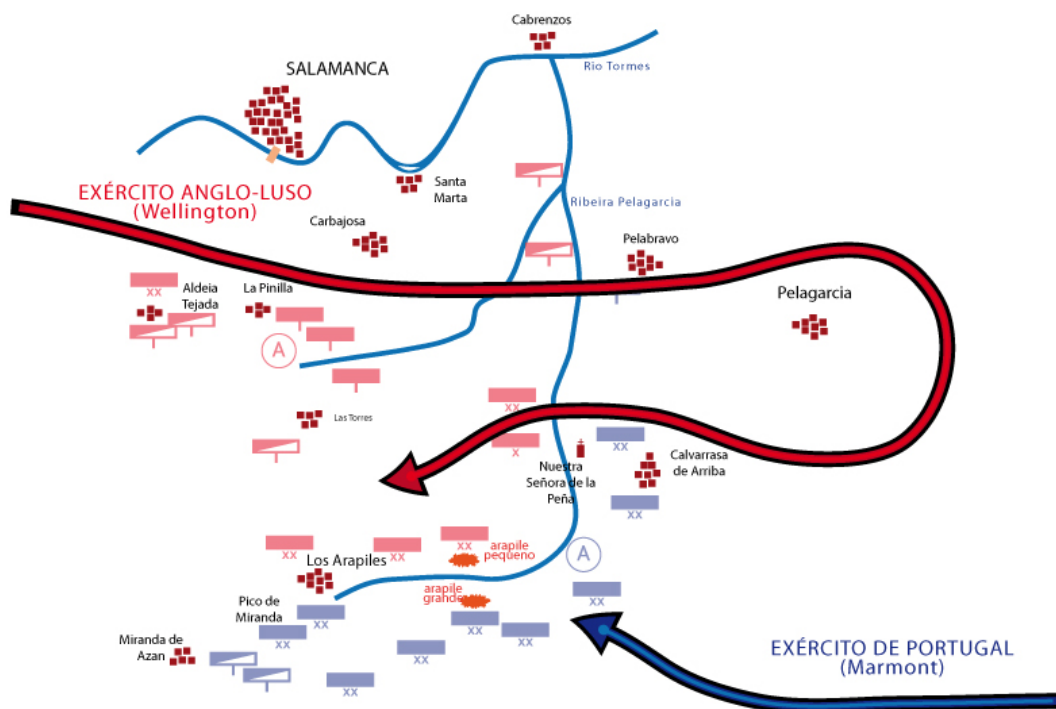 Cabrenzos
SALAMANCA
Rio Tormes
Santa
Marta
EXÉRCITO ANGLO-LUSO
(Wellington)
Ribeira Pelagarcia
Carbajosa
Pelabravo
Aldeia
Tejada
La Pinilla
Pelagarcia
xx
A
Las Torres
xx
x
xx
Nuestra
Señora de la
Peña
Calvarrasa
de Arriba
xx
arapile
pequeno
xx
xx
xx
Los Arapiles
A
arapile
grande
xx
Pico de
Miranda
xx
xx
xx
xx
Miranda de
Azan
xx
xx
EXÉRCITO DE PORTUGAL
(Marmont)